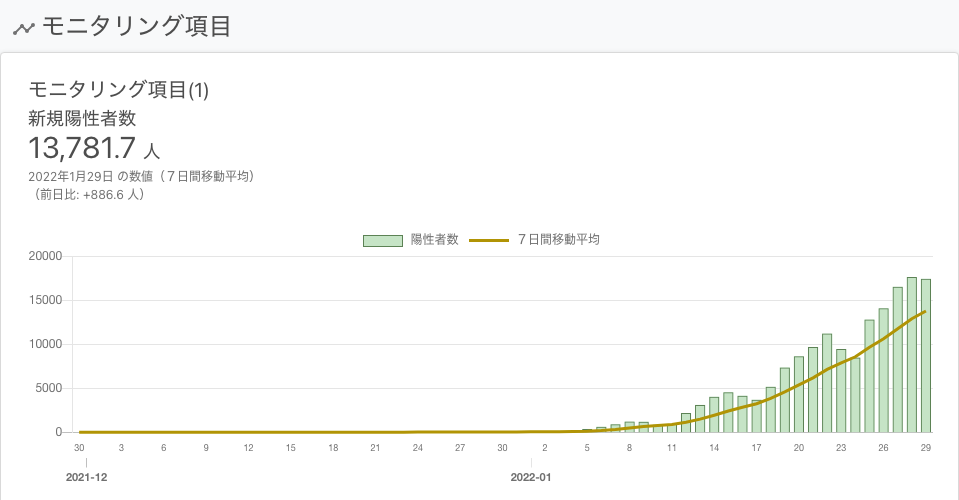 モニタリング項目
モニタリング項目(1)
新規陽性者数
13,781.7 人
2022年1月29日 の数値（７日間移動平均）
（前日比: +886.6 人）
陽性者数 ７日間移動平均
20000
15000
10000
5000
0
30 3 6 9 12 15 18 21 24 27 30 2 5 8 11 14 17 20 23 26 29
2021-12 2022-01